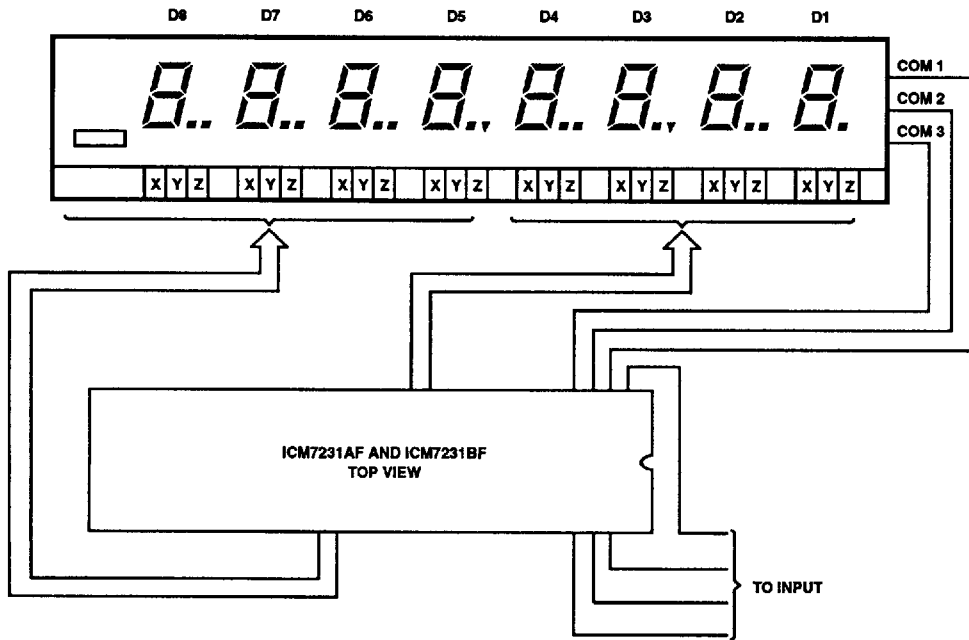 D8 D7 D6 D5 D4 D3 D2 D1
COM 1
COM 2
COM 3
X Y Z X Y Z X Y Z X Y Z X Y Z X Y Z X Y Z X Y Z
ICM7231AF AND ICM7231BF
TOP VIEW
TO INPUT